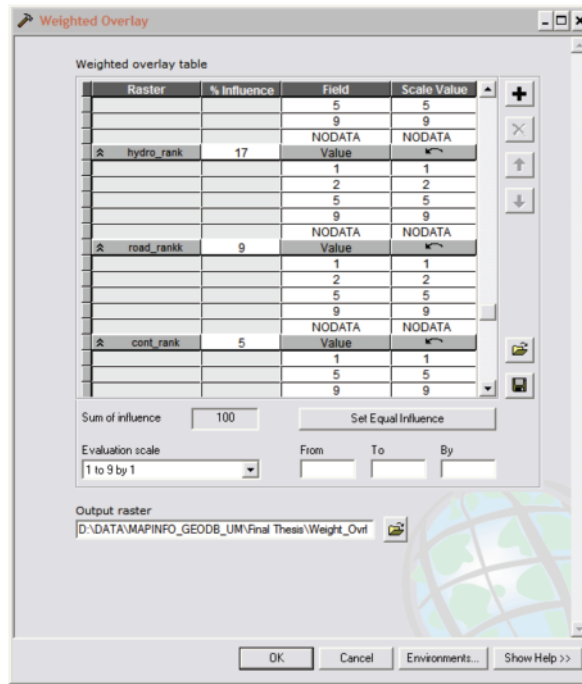 Weighted Overlay
Weighted overlay table
Raster % Influence Field Scale Value
5 5
9 9
NODATA NODATA
hydro_rank 17 Value
1 1
2 2
5 5
9 9
NODATA NODATA
road_rankk 9 Value
1 1
2 2
5 5
9 9
NODATA NODATA
cont_rank 5 Value
1 1
5 5
9 9
Sum of influence 100 Set Equal Influence
Evaluation scale From To By
1 to 9 by 1
Output raster
D:\DATA\MAPINFO_GEODB_UM\Final Thesis\Weight_Ovrl
OK Cancel Environments... Show Help >>